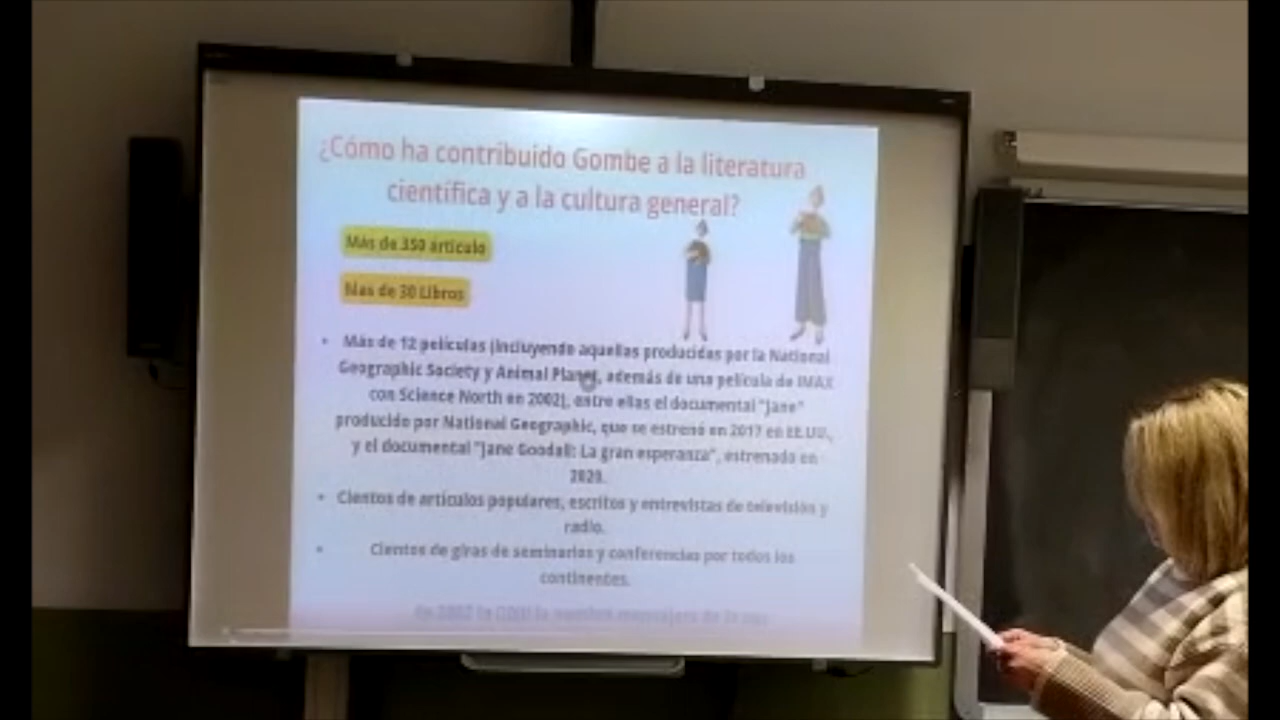 ¿Cómo ha contribuido Gombe a la literatura
científica y a la cultura general?
Más de 350 artículo
Mas de 30 Libros
• Más de 12 películas (incluyendo aquellas producidas por la National
Geographic Society y Animal Planet, además de una película de IMAX
con Science North en 2002), entre ellas el documental "Jane"
producido por National Geographic, que se estrenó en 2017 en EE.UU.,
y el documental "Jane Goodall: La gran esperanza", estrenado en
2020.
• Cientos de artículos populares, escritos y entrevistas de televisión y
radio.
• Cientos de giras de seminarios y conferencias por todos los
continentes.